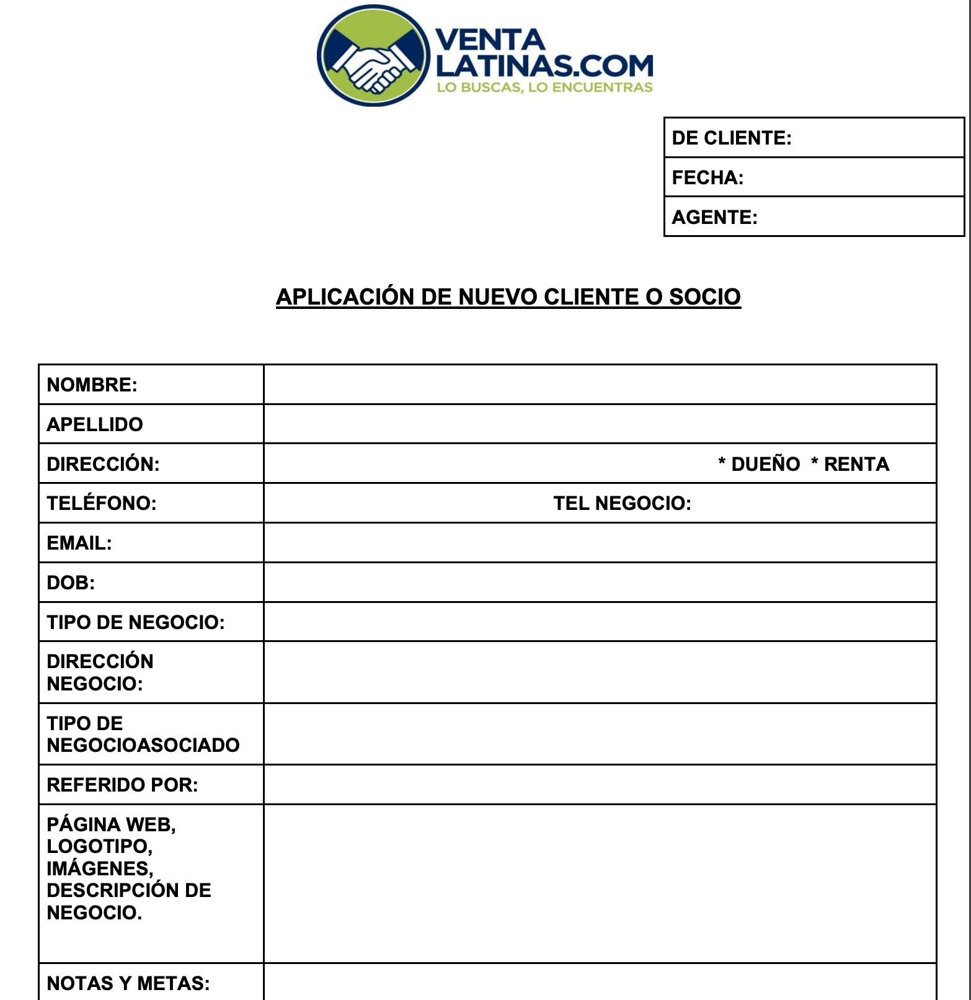 VENTA
LATINAS.COM
LO BUSCAS, LO ENCUENTRAS
DE CLIENTE:
FECHA:
AGENTE:
APLICACIÓN DE NUEVO CLIENTE O SOCIO
NOMBRE:
APELLIDO
DIRECCIÓN: * DUEÑO * RENTA
TELÉFONO: TEL NEGOCIO:
EMAIL:
DOB:
TIPO DE NEGOCIO:
DIRECCIÓN
NEGOCIO:
TIPO DE
NEGOCIOASOCIADO
REFERIDO POR:
PÁGINA WEB,
LOGOTIPO,
IMÁGENES,
DESCRIPCIÓN DE
NEGOCIO.
NOTAS Y METAS: